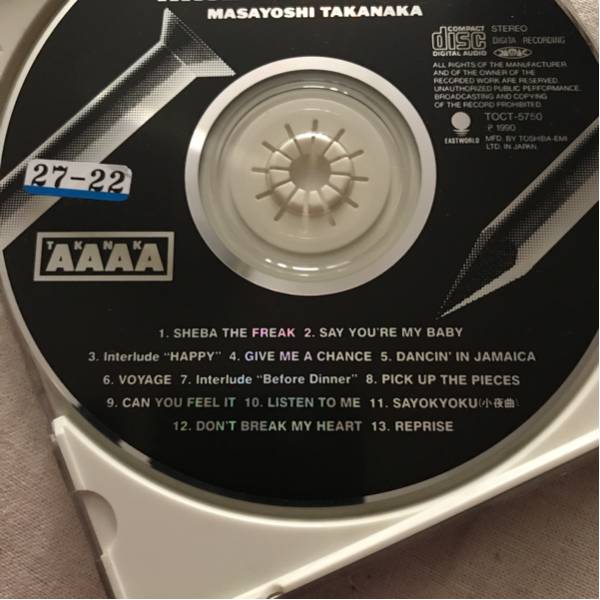 MASAYOSHI TAKANAKA
COMPACT
disc
DIGITAL AUDIO
STEREO
DIGITAL RECORDING
ALL RIGHTS OF THE MANUFACTURER
AND OF THE OWNER OF THE
RECORDED WORK ARE RESERVED.
UNAUTHORIZED PUBLIC PERFORMANCE,
BROADCASTING AND COPYING
OF THE RECORD PROHIBITED.
TOCT-5750
℗ 1990
EASTWORLD
MFD. BY TOSHIBA-EMI
LTD. IN JAPAN.
27-22
T K N K
AAAA
1. SHEBA THE FREAK 2. SAY YOU'RE MY BABY
3. Interlude "HAPPY" 4. GIVE ME A CHANCE 5. DANCIN' IN JAMAICA
6. VOYAGE 7. Interlude "Before Dinner" 8. PICK UP THE PIECES
9. CAN YOU FEEL IT 10. LISTEN TO ME 11. SAYOKYOKU(小夜曲)
12. DON'T BREAK MY HEART 13. REPRISE